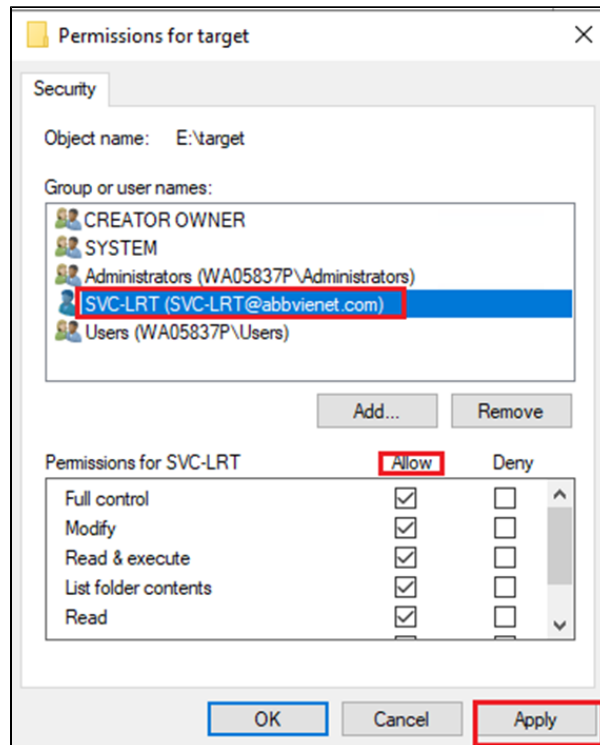 Permissions for target
Security
Object name: E:\target
Group or user names:
CREATOR OWNER
SYSTEM
Administrators (WA05837P\Administrators)
SVC-LRT (SVC-LRT@abbvienet.com)
Users (WA05837P\Users)
Add... Remove
Permissions for SVC-LRT Allow Deny
Full control
Modify
Read & execute
List folder contents
Read
OK Cancel Apply